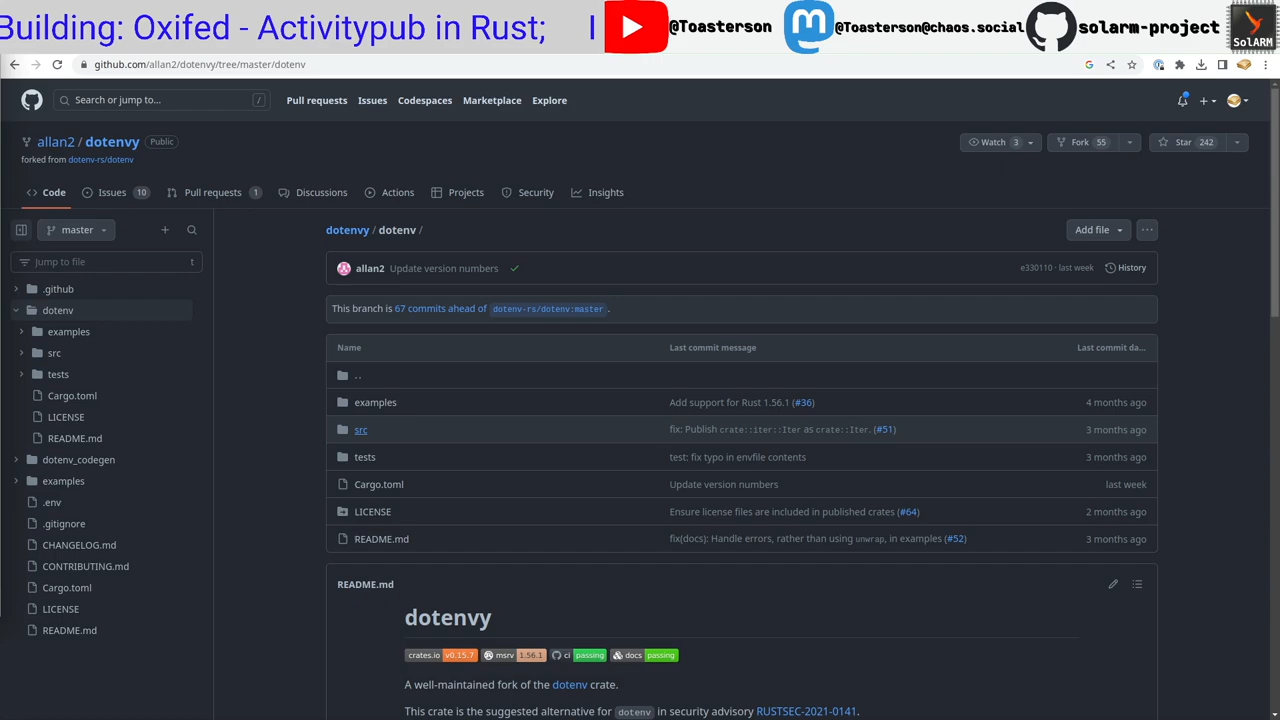 Building: Oxifed - Activitypub in Rust; I
@Toasterson
@Toasterson@chaos.social
solarm-project
SolARM
github.com/allan2/dotenvy/tree/master/dotenv
Search or jump to... /
Pull requests Issues Codespaces Marketplace Explore
allan2 / dotenvy Public
forked from dotenv-rs/dotenv
Watch 3 Fork 55 Star 242
Code Issues 10 Pull requests 1 Discussions Actions Projects Security Insights
master
Jump to file t
.github
dotenv
examples
src
tests
Cargo.toml
LICENSE
README.md
dotenv_codegen
examples
.env
.gitignore
CHANGELOG.md
CONTRIBUTING.md
Cargo.toml
LICENSE
README.md
dotenvy / dotenv /
Add file
allan2 Update version numbers
e330110 · last week History
This branch is 67 commits ahead of dotenv-rs/dotenv:master.
Name Last commit message Last commit da...
..
examples Add support for Rust 1.56.1 (#36) 4 months ago
src fix: Publish crate::iter::Iter as crate::Iter. (#51) 3 months ago
tests test: fix typo in envfile contents 3 months ago
Cargo.toml Update version numbers last week
LICENSE Ensure license files are included in published crates (#64) 2 months ago
README.md fix(docs): Handle errors, rather than using unwrap, in examples (#52) 3 months ago
README.md
dotenvy
crates.io v0.15.7 msrv 1.56.1 ci passing docs passing
A well-maintained fork of the dotenv crate.
This crate is the suggested alternative for dotenv in security advisory RUSTSEC-2021-0141.